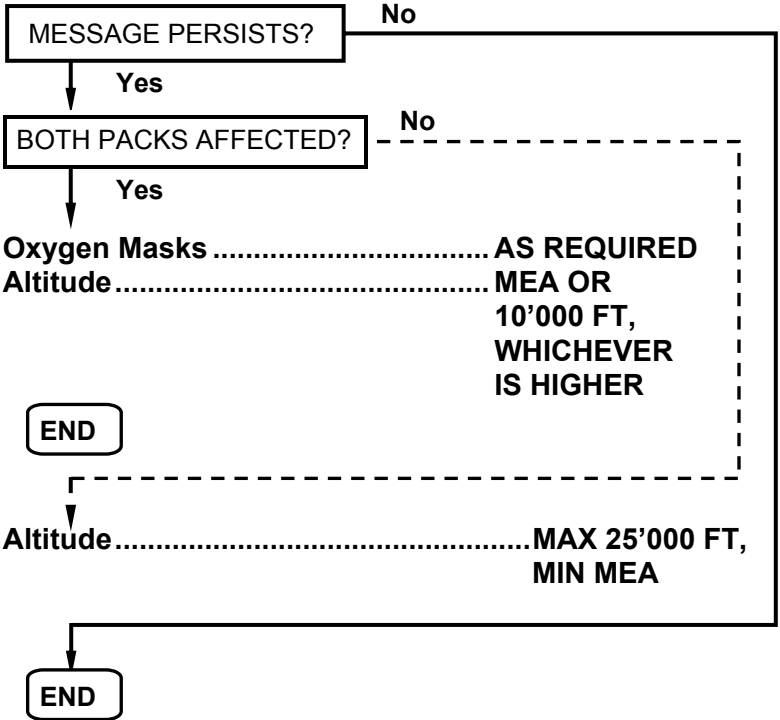 No
MESSAGE PERSISTS?
Yes
BOTH PACKS AFFECTED?
No
Yes
Oxygen Masks .................................. AS REQUIRED
Altitude.............................................. MEA OR
10’000 FT,
WHICHEVER
IS HIGHER
END
Altitude...................................................MAX 25’000 FT,
MIN MEA
END